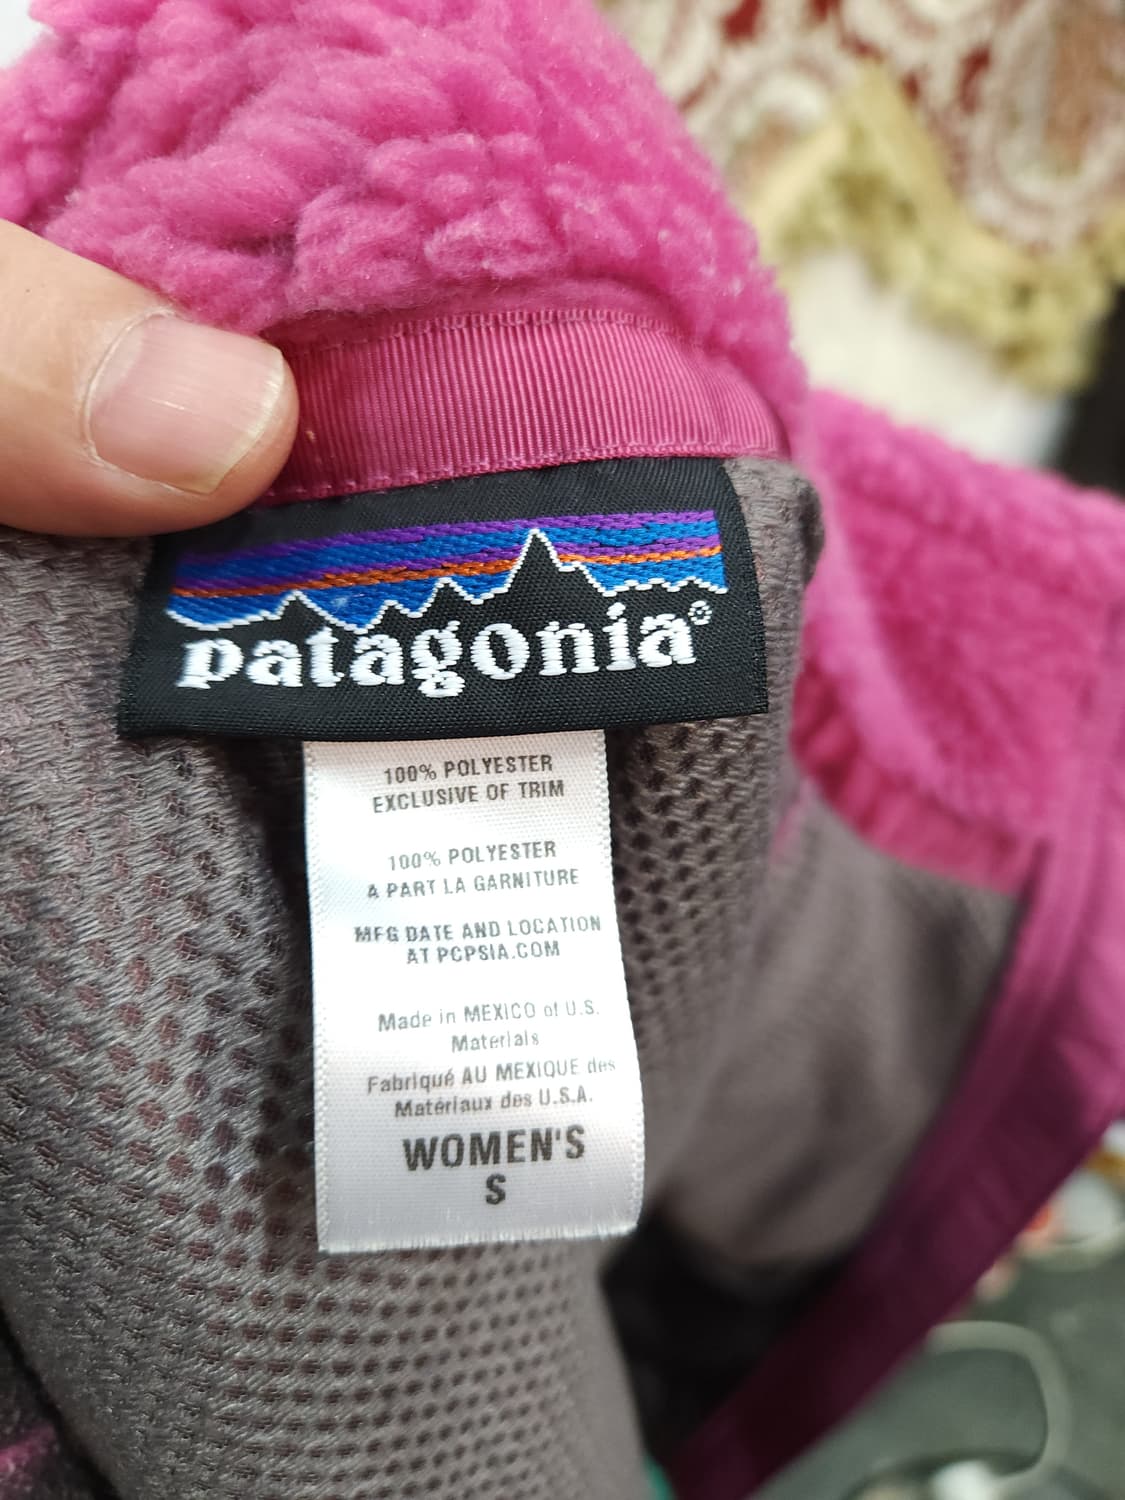 patagonia®
100% POLYESTER
EXCLUSIVE OF TRIM
100% POLYESTER
A PART LA GARNITURE
MFG DATE AND LOCATION
AT PCPSIA.COM
Made in MEXICO of U.S.
Materials
Fabriqué AU MEXIQUE des
Matériaux des U.S.A.
WOMEN'S
S